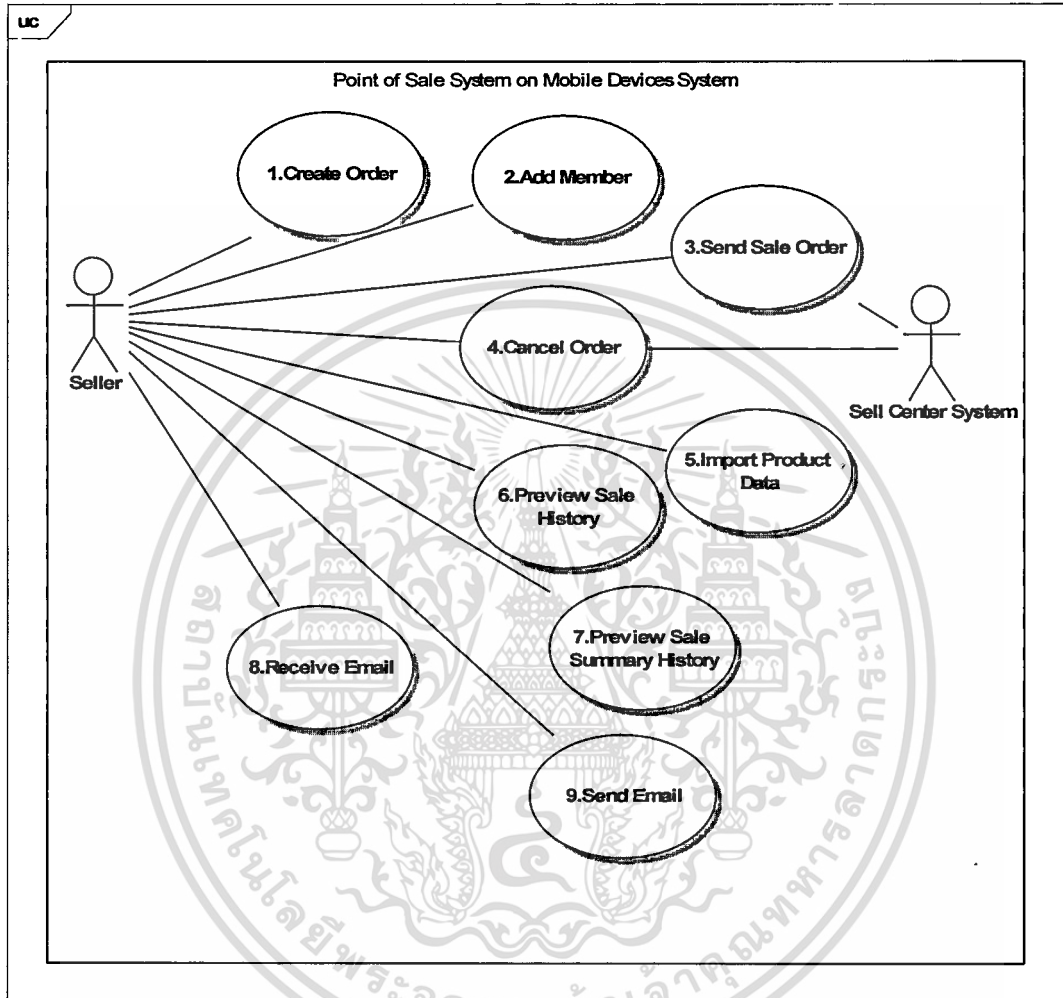 uc
Point of Sale System on Mobile Devices System
1.Create Order
2.Add Member
3.Send Sale Order
4.Cancel Order
Seller
Sell Center System
5.Import Product
Data
6.Preview Sale
History
7.Preview Sale
Summary History
8.Receive Email
9.Send Email